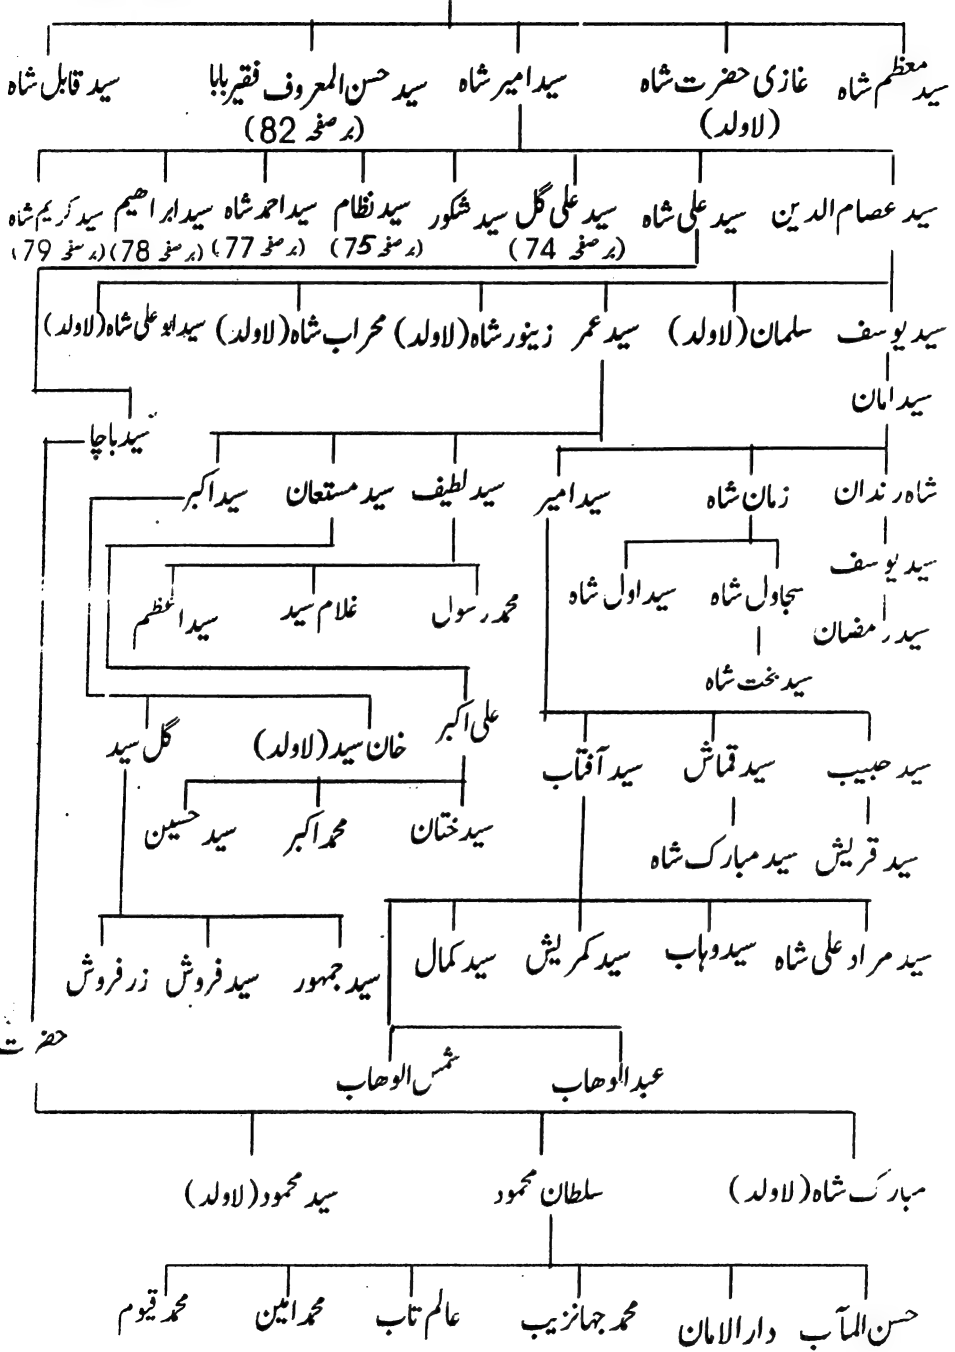 سید معظم شاہ غازی حضرت شاہ سید امیر شاہ سید حسن المعروف فقیر بابا سید قابل شاہ
(لاولد) (بر صفحہ 82)
سید عصام الدین سید علی شاہ سید علی گل سید شکور سید نظام سید احمد شاہ سید ابراھیم سید کریم شاہ
(بر صفحہ 74) (بر صفحہ 75) (بر صفحہ 77) (بر صفحہ 78) (بر صفحہ 79)
سید یوسف سلمان (لاولد) سید عمر زینور شاہ (لاولد) محراب شاہ (لاولد) سید ابو علی شاہ (لاولد)
سید امان
سید باچا
شاہ رندان زمان شاہ سید امیر سید لطیف سید مستعان سید اکبر
سید یوسف
سجاول شاہ سید اول شاہ محمد رسول غلام سید سید اعظم
سید رمضان
سید بخت شاہ
علی اکبر خان سید (لاولد) گل سید
سید حبیب سید قماش سید آفتاب
سید ختان محمد اکبر سید حسین
سید قریش سید مبارک شاہ
سید مراد علی شاہ سید وہاب سید کمریش سید کمال سید جمہور سید فروش زر فروش
حضرت
عبدالوھاب شمس الوھاب
مبارک شاہ (لاولد) سلطان محمود سید محمود (لاولد)
حسن المآب دار الامان محمد جہانزیب عالم تاب محمد امین محمد قیوم